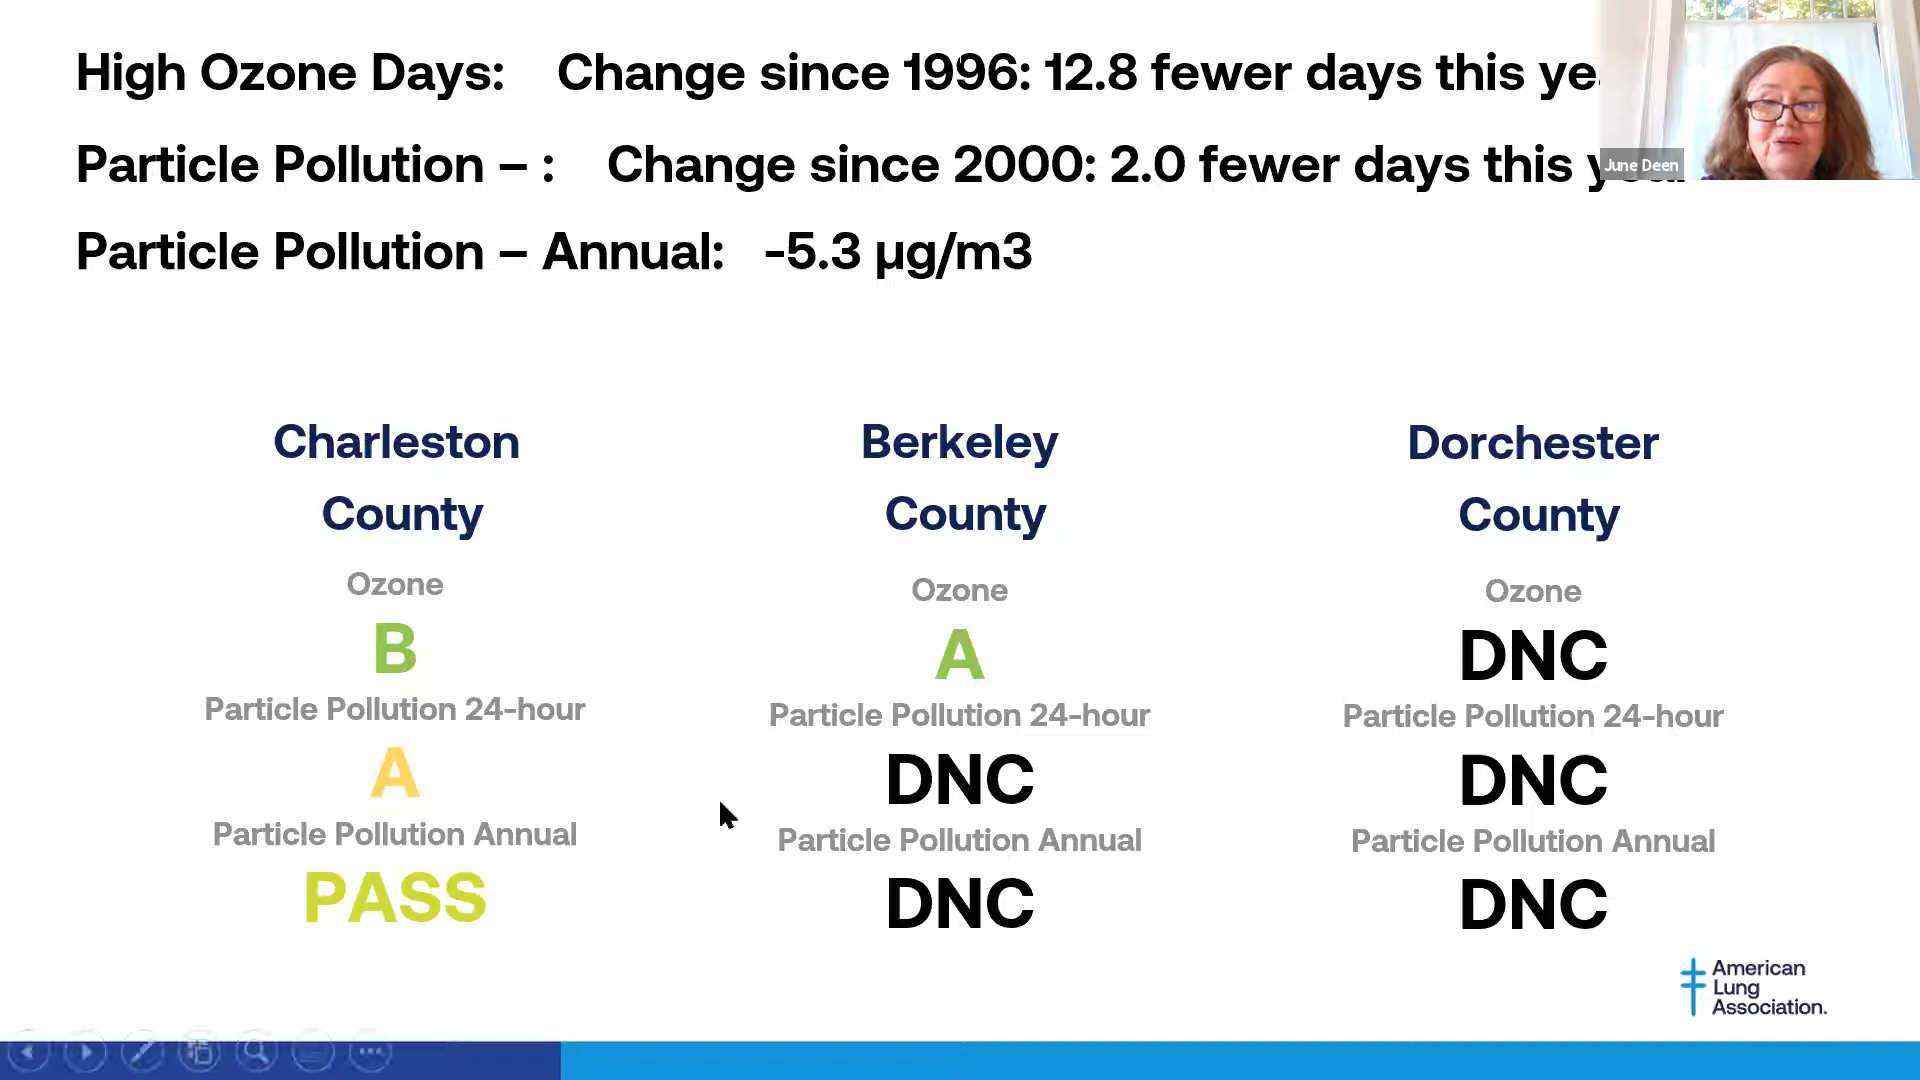 High Ozone Days: Change since 1996: 12.8 fewer days this
Particle Pollution – : Change since 2000: 2.0 fewer days this
June Deen
Particle Pollution – Annual: -5.3 µg/m3
Charleston
County
Ozone
B
Particle Pollution 24-hour
A
Particle Pollution Annual
PASS
Berkeley
County
Ozone
A
Particle Pollution 24-hour
DNC
Particle Pollution Annual
DNC
Dorchester
County
Ozone
DNC
Particle Pollution 24-hour
DNC
Particle Pollution Annual
DNC
American
Lung
Association.